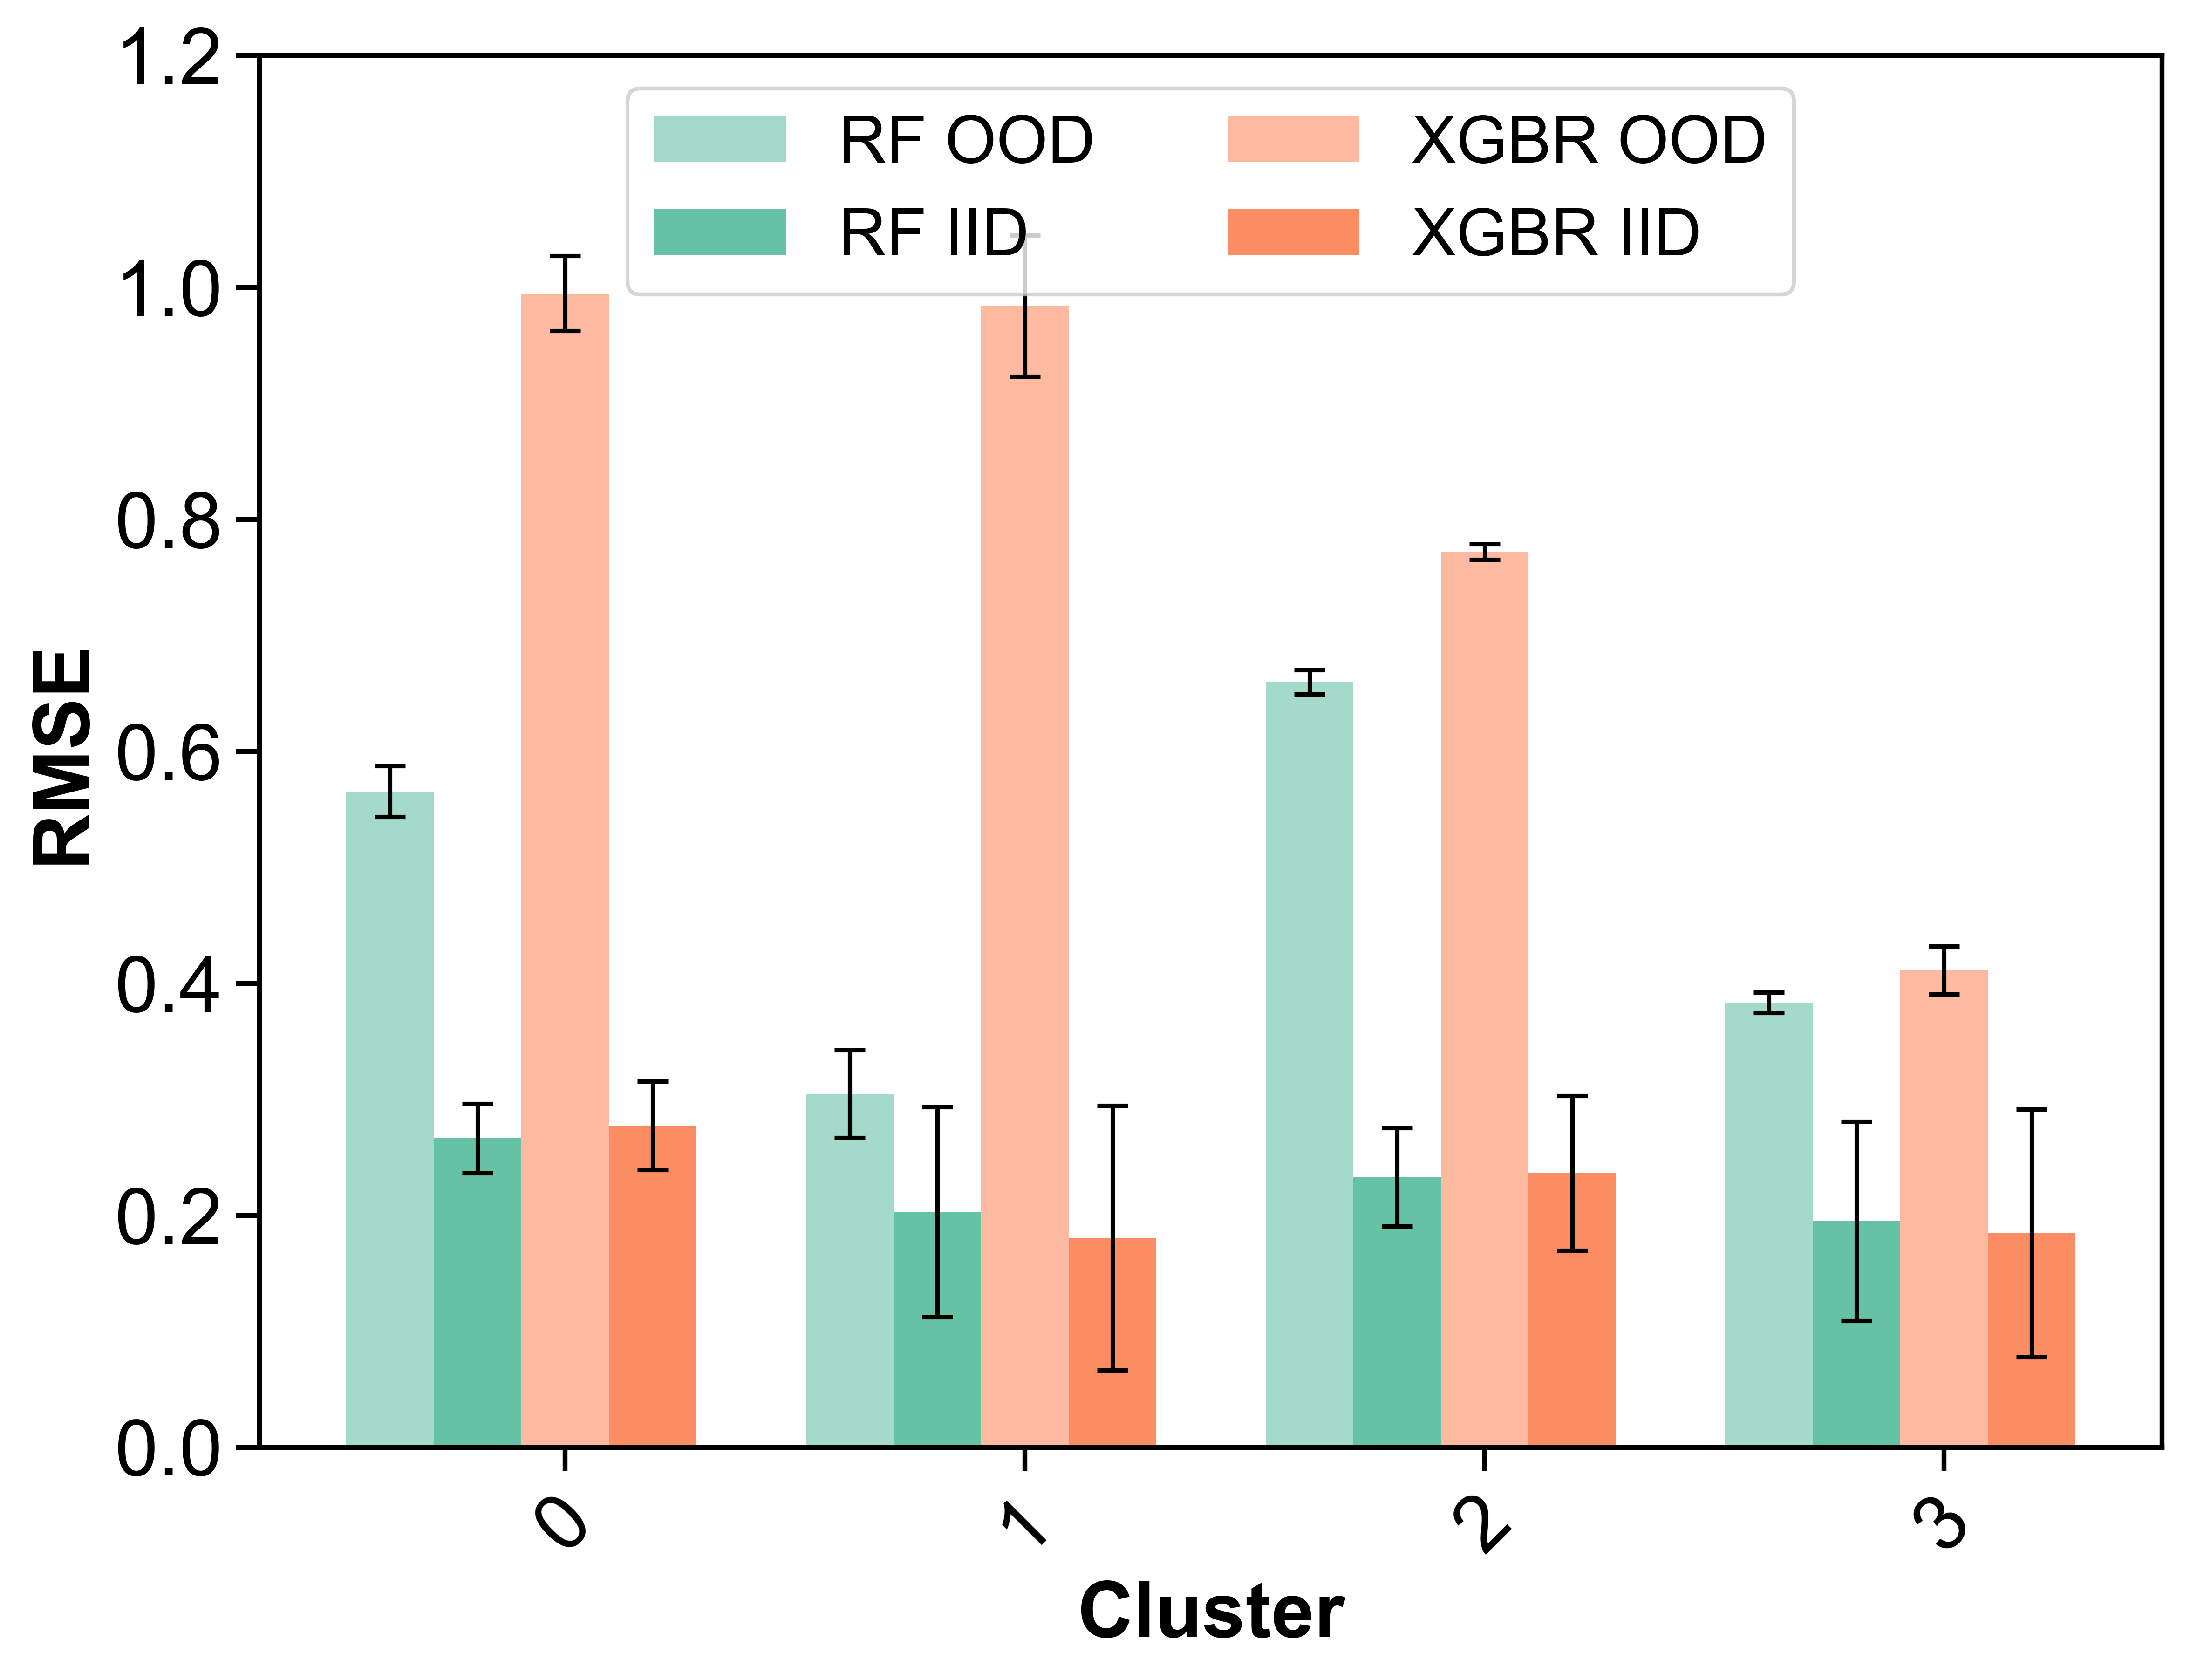 1.2
1.0
0.8
0.6
0.4
0.2
0.0
RMSE
RF OOD
RF IID
XGBR OOD
XGBR IID
0
1
2
3
Cluster